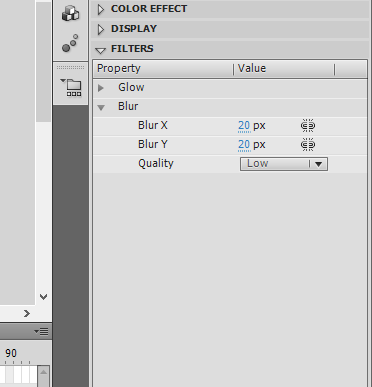 COLOR EFFECT
DISPLAY
FILTERS
Property Value
Glow
Blur
Blur X 20 px
Blur Y 20 px
Quality Low
90